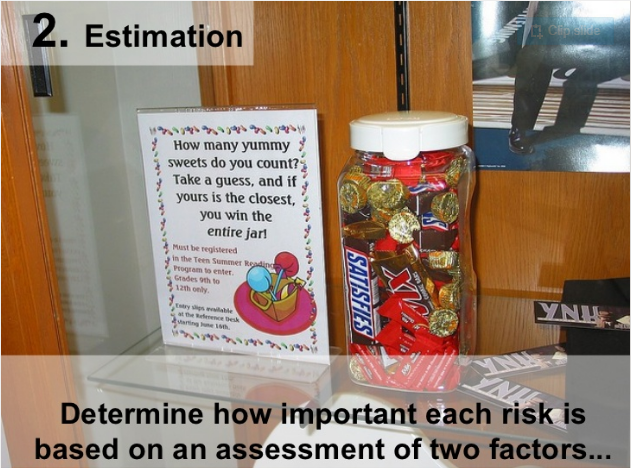 2. Estimation
Clip slide
How many yummy
sweets do you count?
Take a guess, and if
yours is the closest,
you win the
entire jar!
Must be registered
in the Teen Summer Reading
Program to enter.
Grades 9th to
12th only.
Entry slips available
at the Reference Desk
starting June 16th.
SATISFIES
Determine how important each risk is
based on an assessment of two factors...